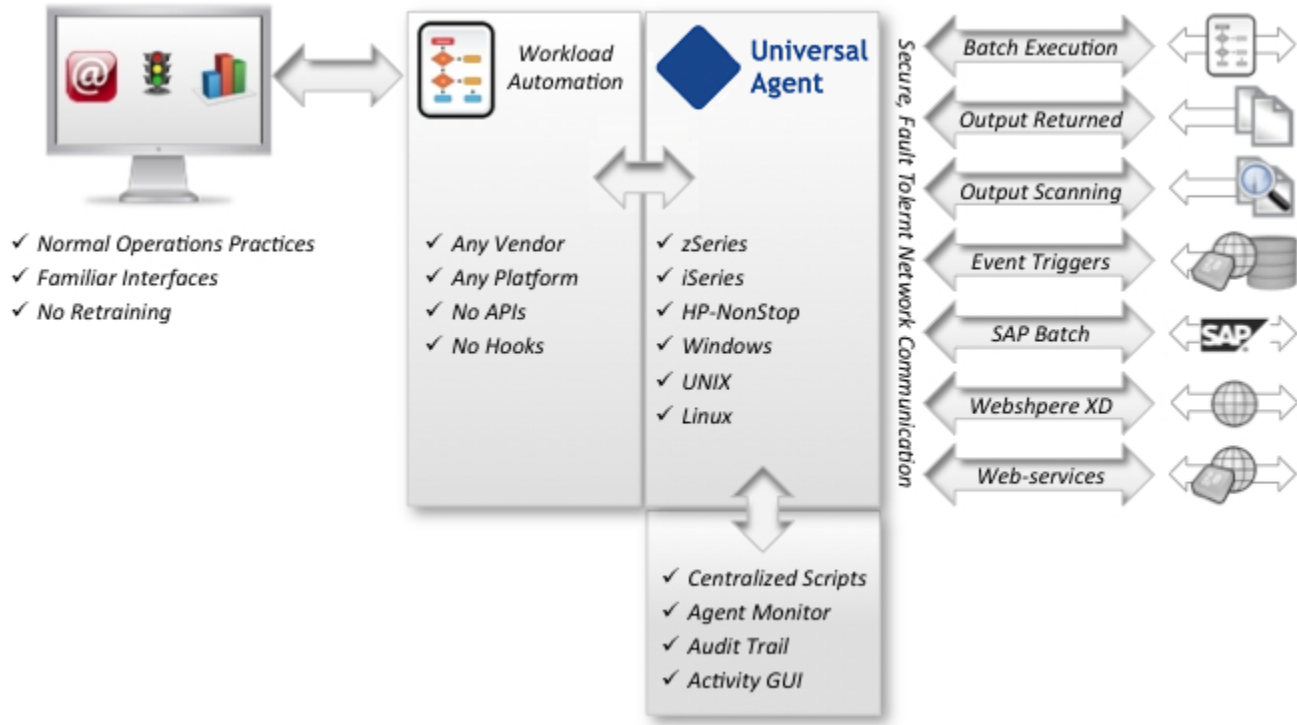 @
Normal Operations Practices
Familiar Interfaces
No Retraining
Workload
Automation
Any Vendor
Any Platform
No APIs
No Hooks
Universal
Agent
zSeries
iSeries
HP-NonStop
Windows
UNIX
Linux
Centralized Scripts
Agent Monitor
Audit Trail
Activity GUI
Secure, Fault Tolernt Network Communication
Batch Execution
Output Returned
Output Scanning
Event Triggers
SAP Batch
SAP
Webshpere XD
Web-services